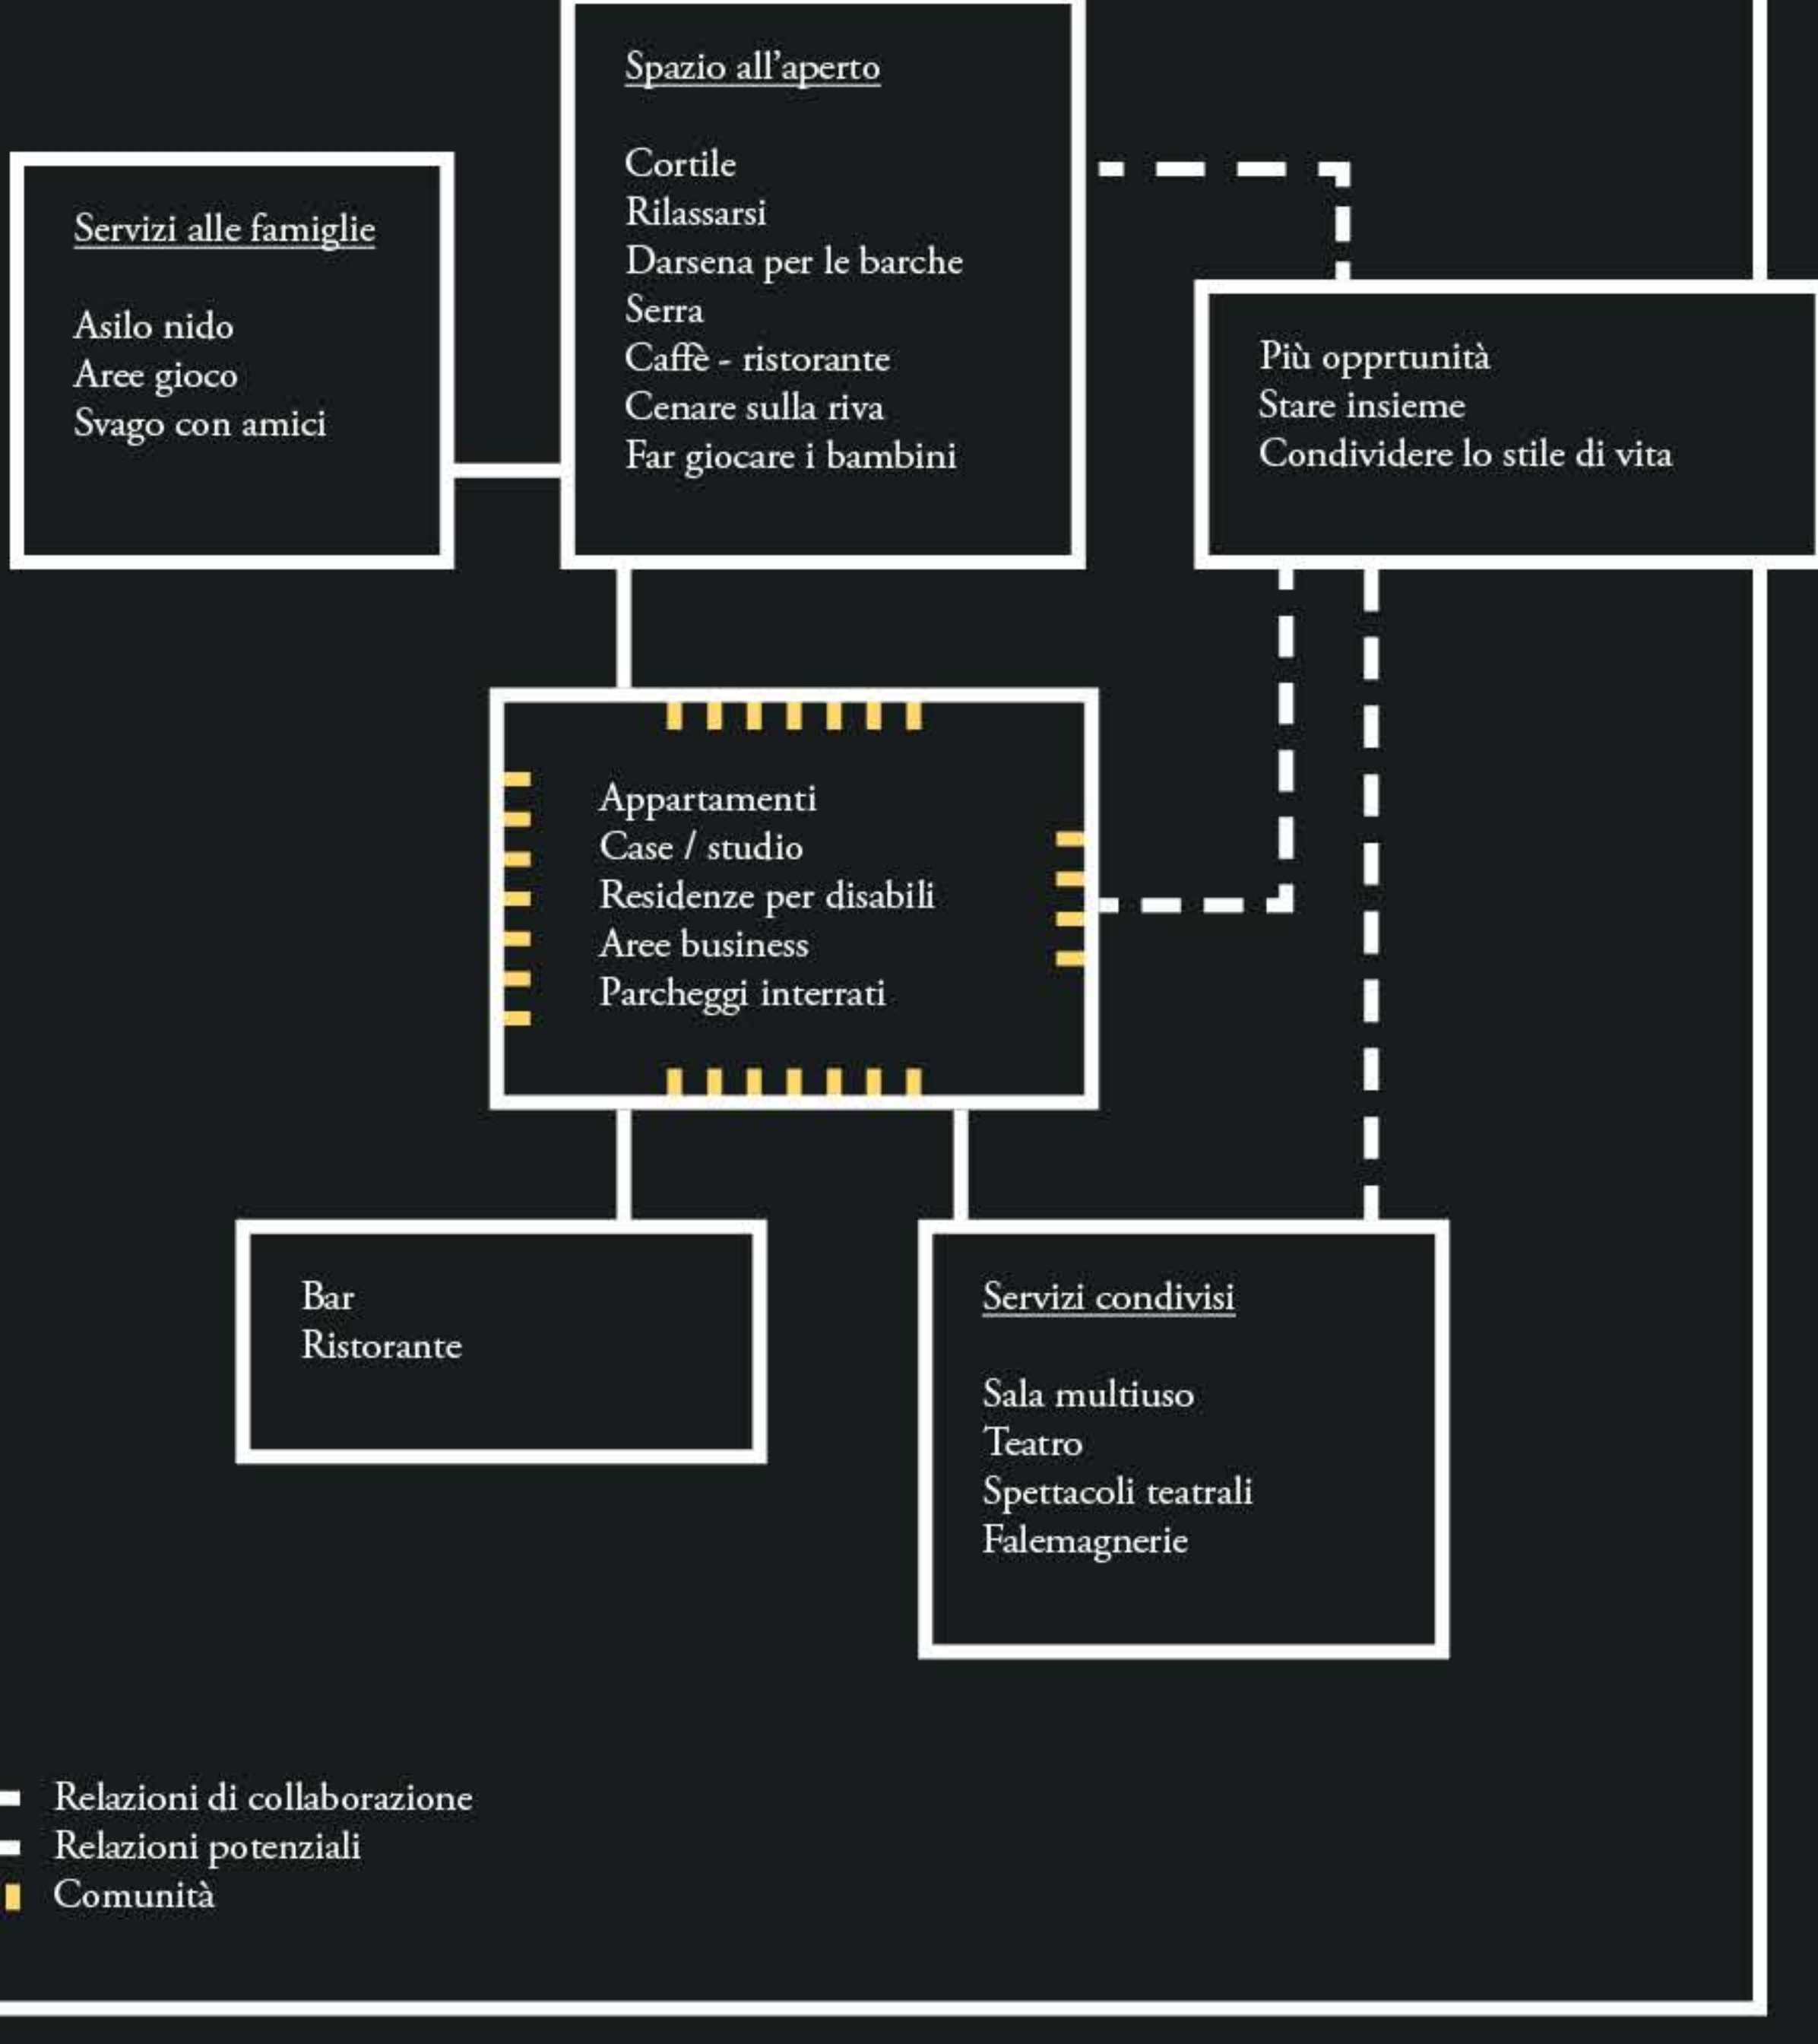 Spazio all'aperto
Cortile
Rilassarsi
Darsena per le barche
Serra
Caffè - ristorante
Cenare sulla riva
Far giocare i bambini
Servizi alle famiglie
Asilo nido
Aree gioco
Svago con amici
Più opprtunità
Stare insieme
Condividere lo stile di vita
Appartamenti
Case / studio
Residenze per disabili
Aree business
Parcheggi interrati
Bar
Ristorante
Servizi condivisi
Sala multiuso
Teatro
Spettacoli teatrali
Falemagnerie
Relazioni di collaborazione
Relazioni potenziali
Comunità